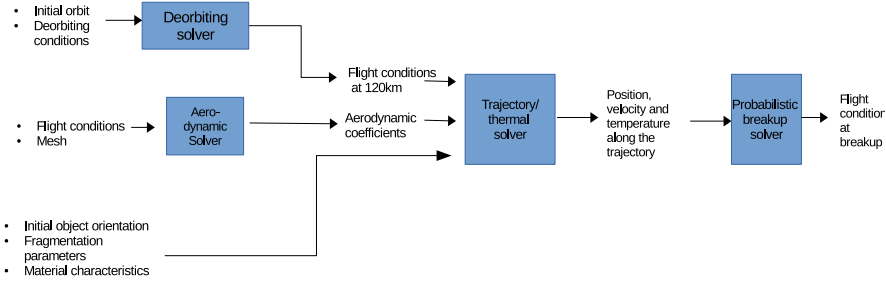 • Initial orbit
• Deorbiting
conditions
Deorbiting
solver
Flight conditions
at 120km
• Flight conditions
• Mesh
Aero-
dynamic
Solver
Aerodynamic
coefficients
• Initial object orientation
• Fragmentation
parameters
• Material characteristics
Trajectory/
thermal
solver
Position,
velocity and
temperature
along the
trajectory
Probabilistic
breakup
solver
Flight
condition
at
breakup